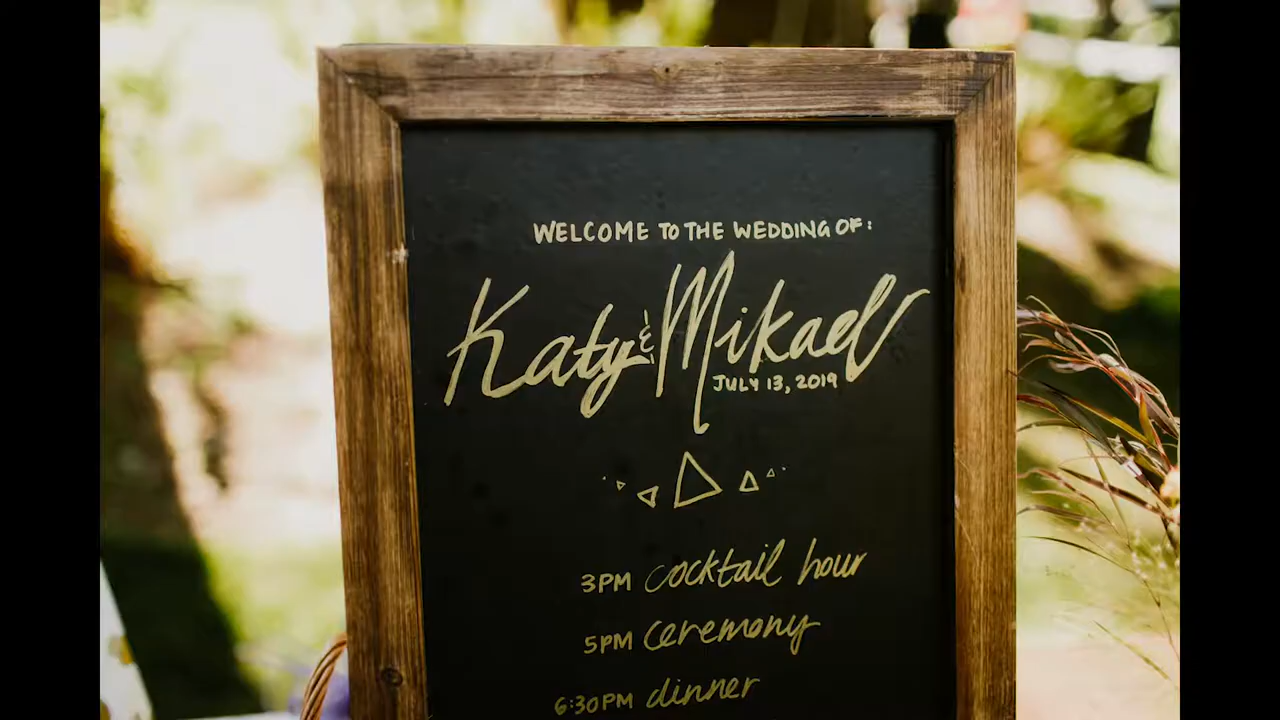 WELCOME TO THE WEDDING OF:
Katy & Mikael
JULY 13, 2019
3PM cocktail hour
5PM ceremony
6:30PM dinner